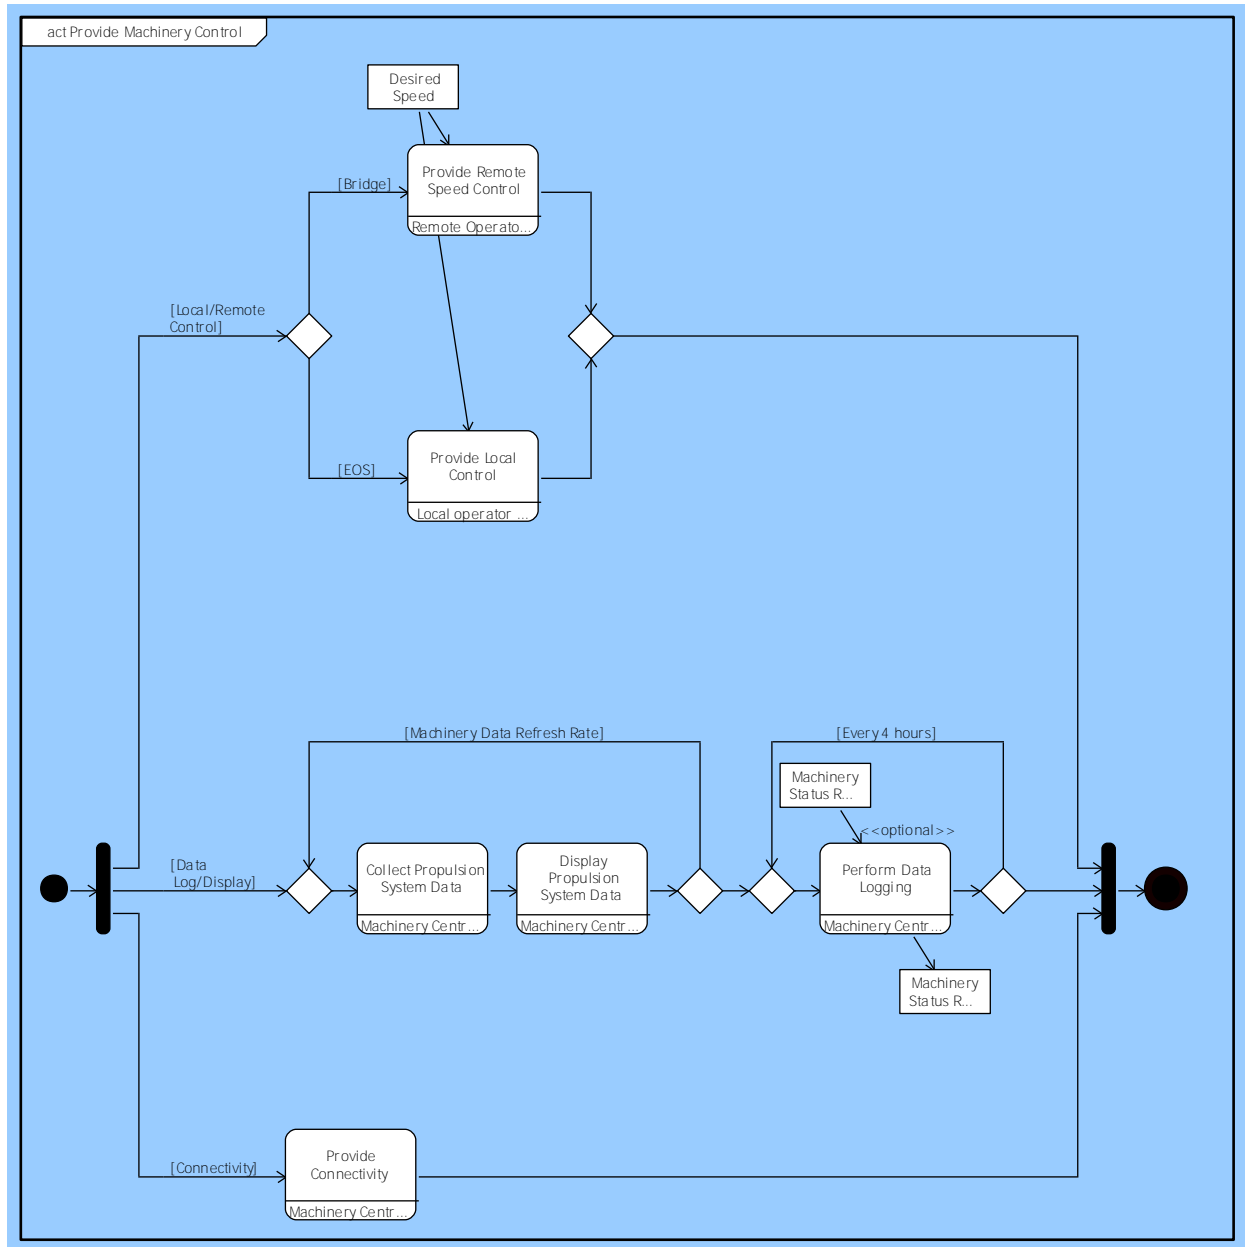 act Provide Machinery Control
Desired
Speed
Provide Remote
Speed Control
Remote Operato...
[Bridge]
[Local/Remote
Control]
[EOS]
Provide Local
Control
Local operator ...
[Machinery Data Refresh Rate]
[Every 4 hours]
Machinery
Status R...
<<optional>>
[Data
Log/Display]
Collect Propulsion
System Data
Machinery Centr...
Display
Propulsion
System Data
Machinery Centr...
Perform Data
Logging
Machinery Centr...
Machinery
Status R...
[Connectivity]
Provide
Connectivity
Machinery Centr...